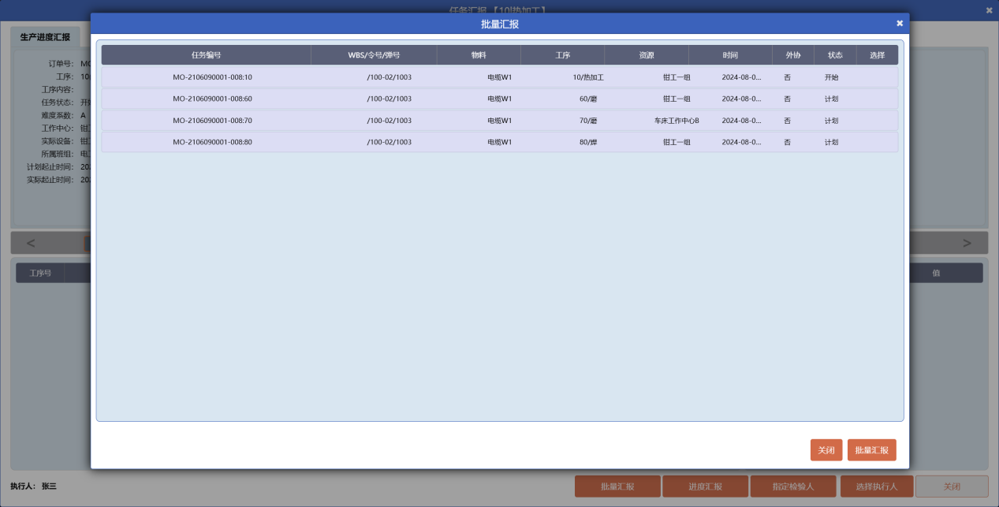 任务汇报 【10|热加工】
批量汇报
生产进度汇报
任务编号 WBS/令号/弹号 物料 工序 资源 时间 外协 状态 选择
MO-2106090001-008:10 /100-02/1003 电缆W1 10/热加工 钳工一组 2024-08-0... 否 开始
MO-2106090001-008:60 /100-02/1003 电缆W1 60/磨 钳工一组 2024-08-0... 否 计划
MO-2106090001-008:70 /100-02/1003 电缆W1 70/磨 车床工作中心B 2024-08-0... 否 计划
MO-2106090001-008:80 /100-02/1003 电缆W1 80/焊 钳工一组 2024-08-0... 否 计划
订单号: MO
工序: 10
工序内容:
任务状态: 开始
难度系数: A
工作中心: 钳
实际设备: 钳
所属班组: 电
计划起止时间: 202
实际起止时间: 202
< >
工序号 值
关闭 批量汇报
执行人: 张三
批量汇报 进度汇报 指定检验人 选择执行人 关闭